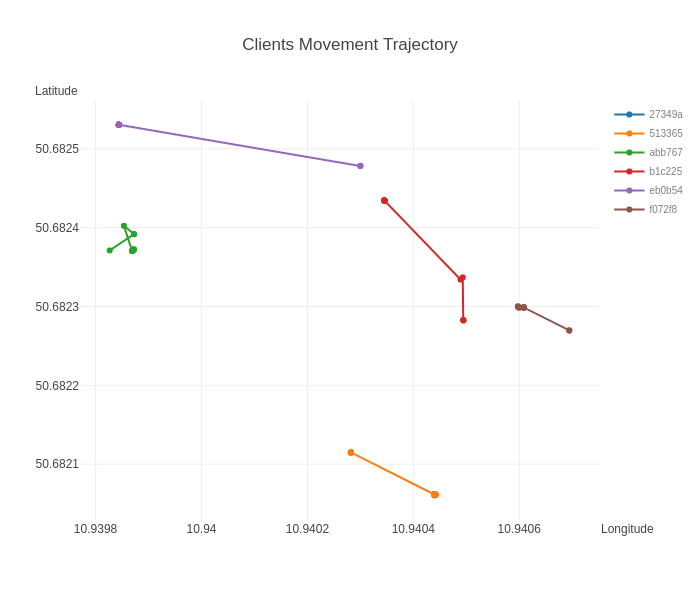 Clients Movement Trajectory
Latitude
50.6825
50.6824
50.6823
50.6822
50.6821
10.9398
10.94
10.9402
10.9404
10.9406
Longitude
27349a
513365
abb767
b1c225
eb0b54
f072f8